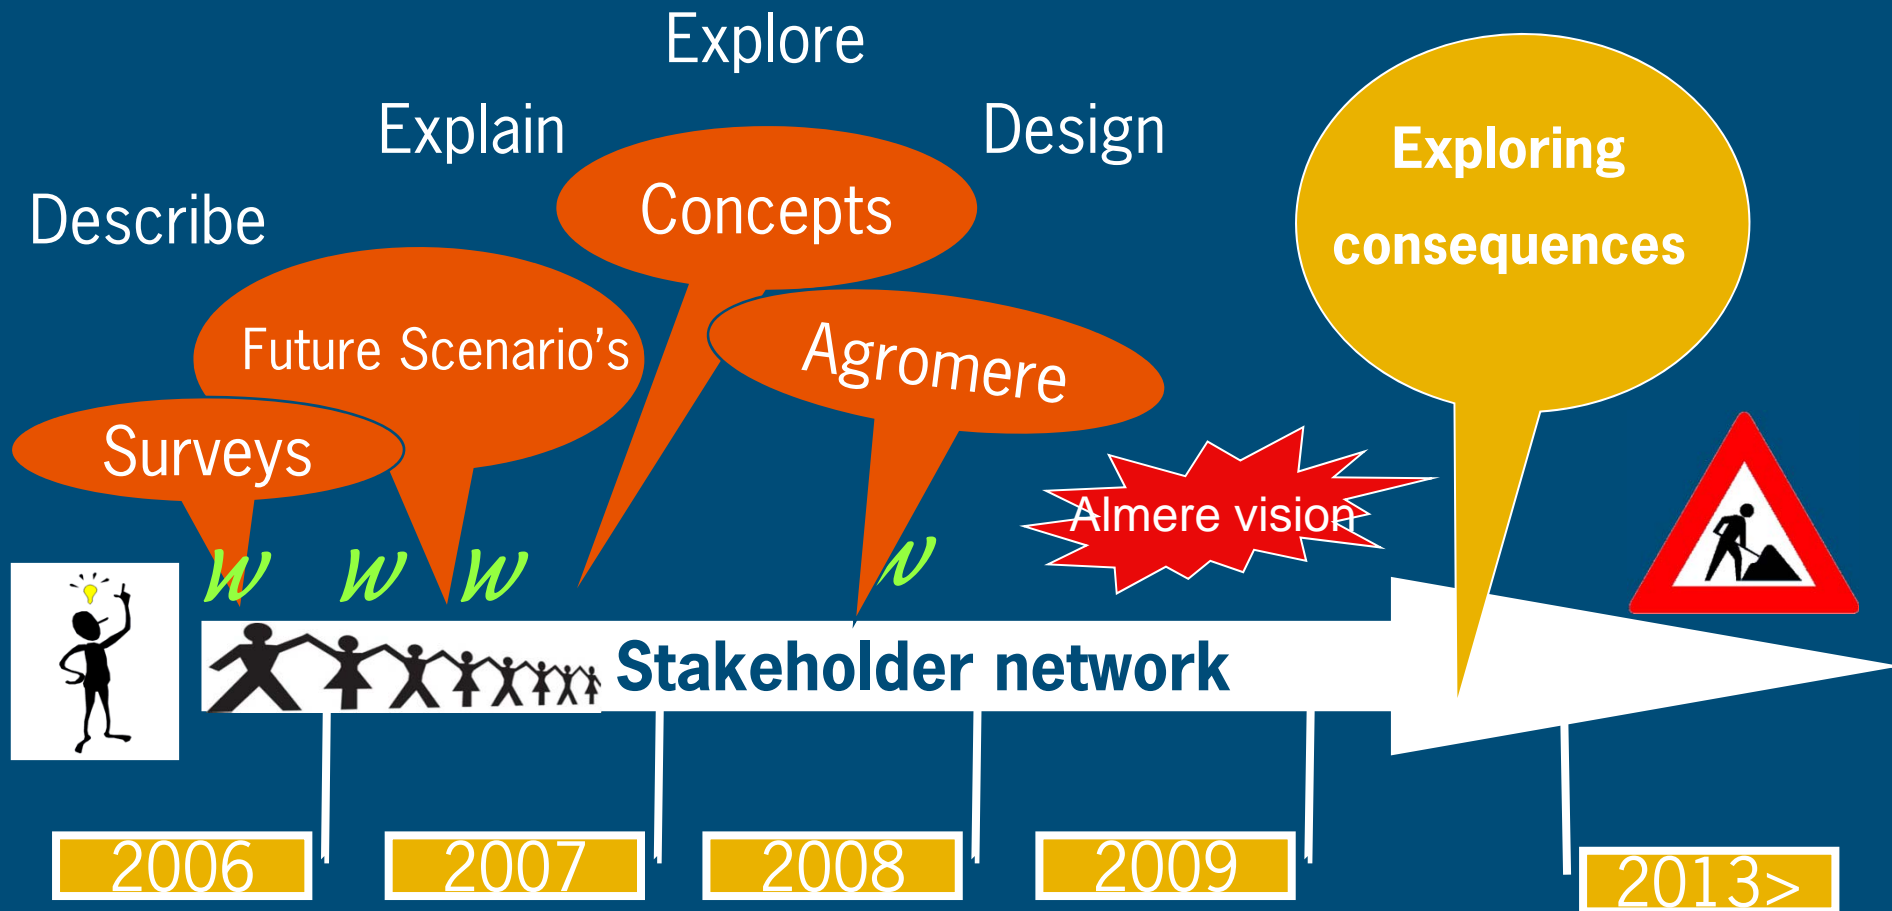 Explore
Explain
Design
Describe
Concepts
Exploring
consequences
Future Scenario's
Agromere
Surveys
Almere vision
w w w w
Stakeholder network
2006
2007
2008
2009
2013>